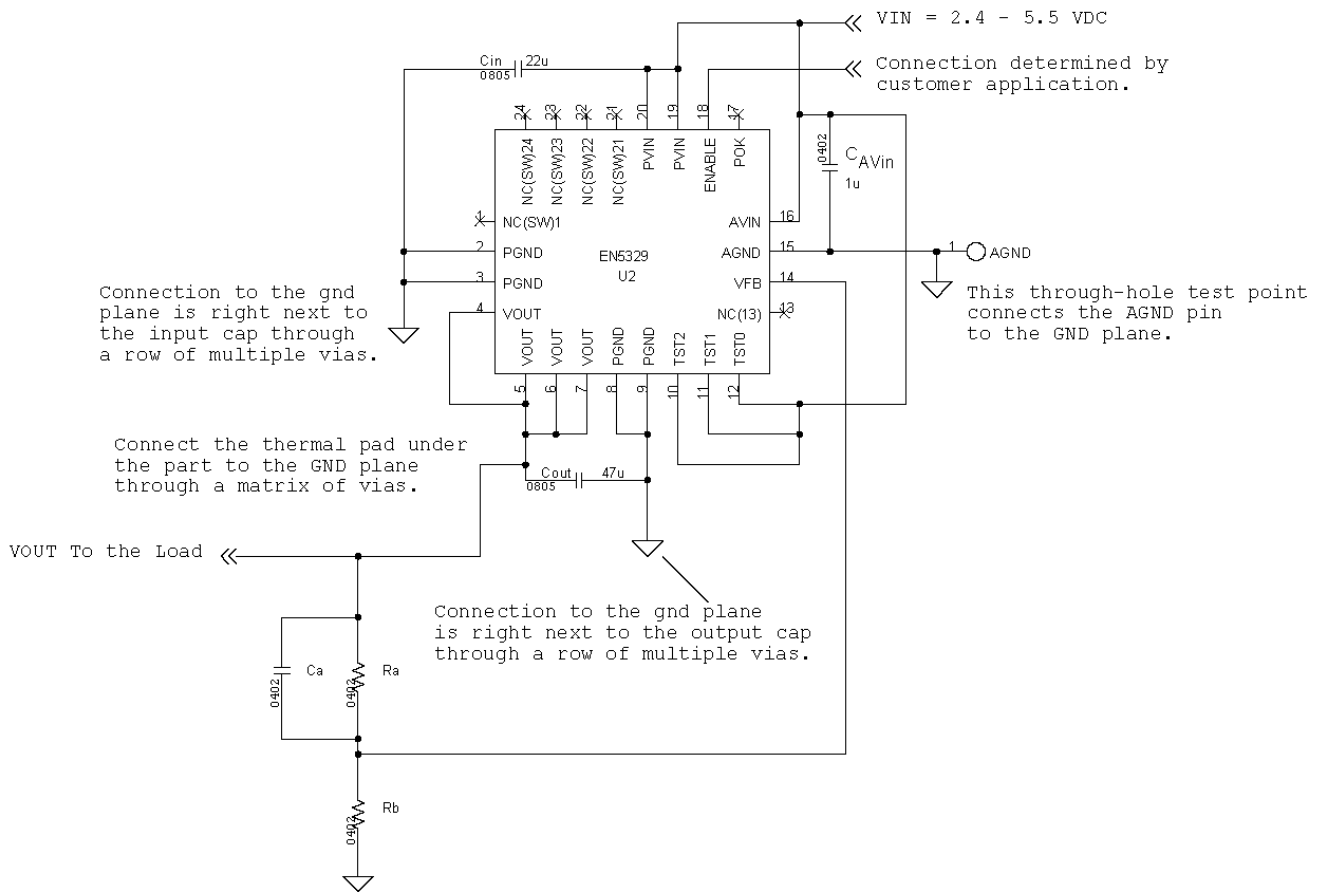 VIN = 2.4 - 5.5 VDC
Cin
22u
0805
Connection determined by
customer application.
24
23
22
21
20
19
18
17
NC(SW)24
NC(SW)23
NC(SW)22
NC(SW)21
PVIN
PVIN
ENABLE
POK
0402
CAVin
1u
1
NC(SW)1
AVIN
16
2
PGND
EN5329
U2
AGND
15
1
AGND
3
PGND
VFB
14
4
VOUT
NC(13)
13
Connection to the gnd
plane is right next to
the input cap through
a row of multiple vias.
This through-hole test point
connects the AGND pin
to the GND plane.
VOUT
VOUT
VOUT
PGND
PGND
TST2
TST1
TST0
5
6
7
8
9
10
11
12
Connect the thermal pad under
the part to the GND plane
through a matrix of vias.
Cout
47u
0805
VOUT To the Load
Connection to the gnd plane
is right next to the output cap
through a row of multiple vias.
Ca
0402
Ra
0402
Rb
0402